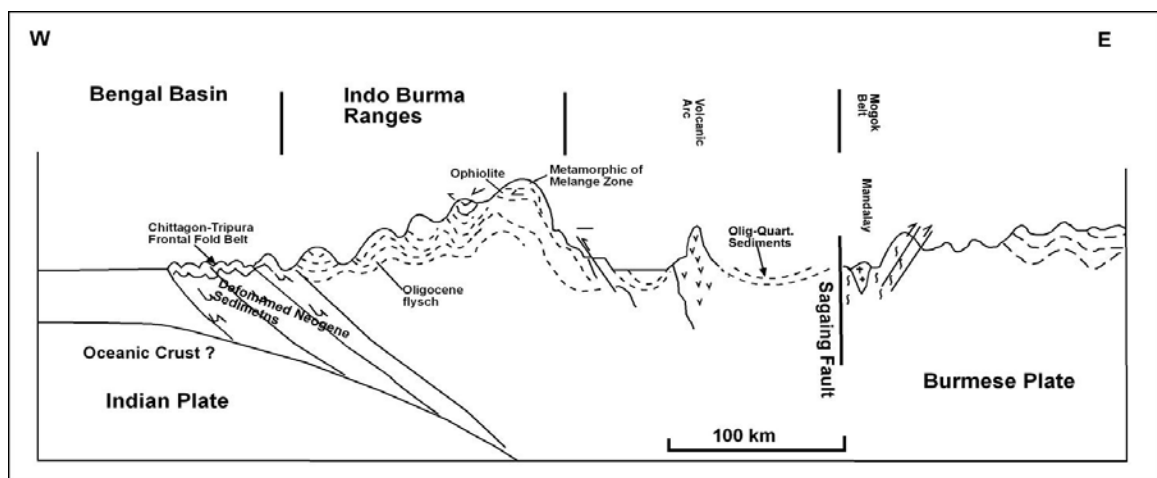 W
E
Bengal Basin
Indo Burma
Ranges
Volcanic
Arc
Mogok
Belt
Ophiolite
Metamorphic of
Melange Zone
Mandalay
Chittagon-Tripura
Frontal Fold Belt
Olig-Quart.
Sediments
Oligocene
flysch
Deformned Neogene
Sedimetns
Sagaing Fault
Oceanic Crust ?
Indian Plate
Burmese Plate
100 km